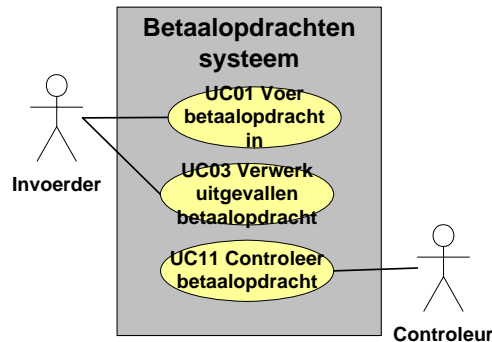 Betaalopdrachten
systeem
UC01 Voer
betaalopdracht
in
Invoerder
UC03 Verwerk
uitgevallen
betaalopdracht
UC11 Controleer
betaalopdracht
Controleur